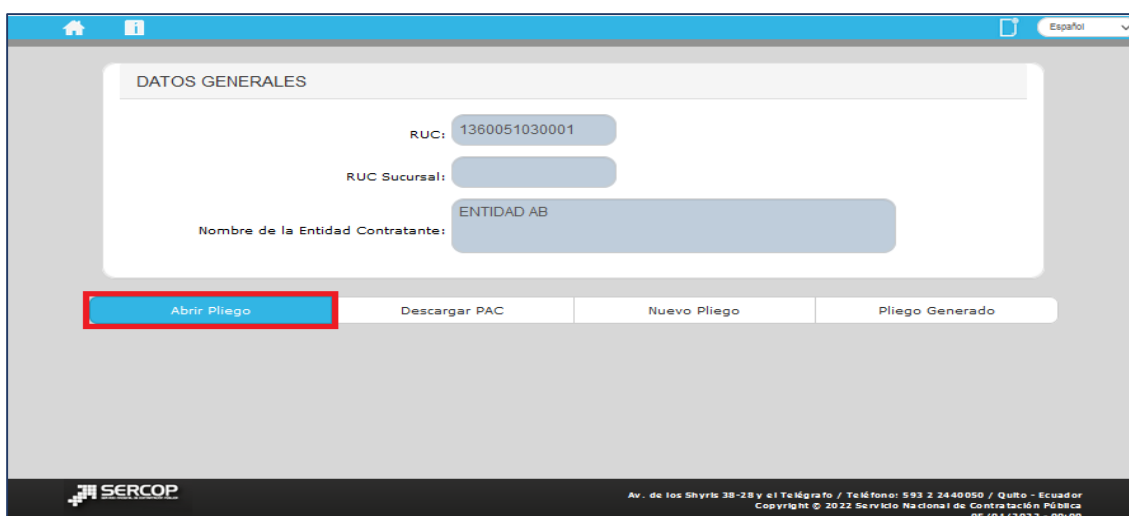 Español
DATOS GENERALES
RUC: 1360051030001
RUC Sucursal:
ENTIDAD AB
Nombre de la Entidad Contratante:
Abrir Pliego Descargar PAC Nuevo Pliego Pliego Generado
SERCOP
Av. de los Shyris 38-28 y el Telégrafo / Teléfono: 593 2 2440050 / Quito - Ecuador
Copyright © 2022 Servicio Nacional de Contratación Pública